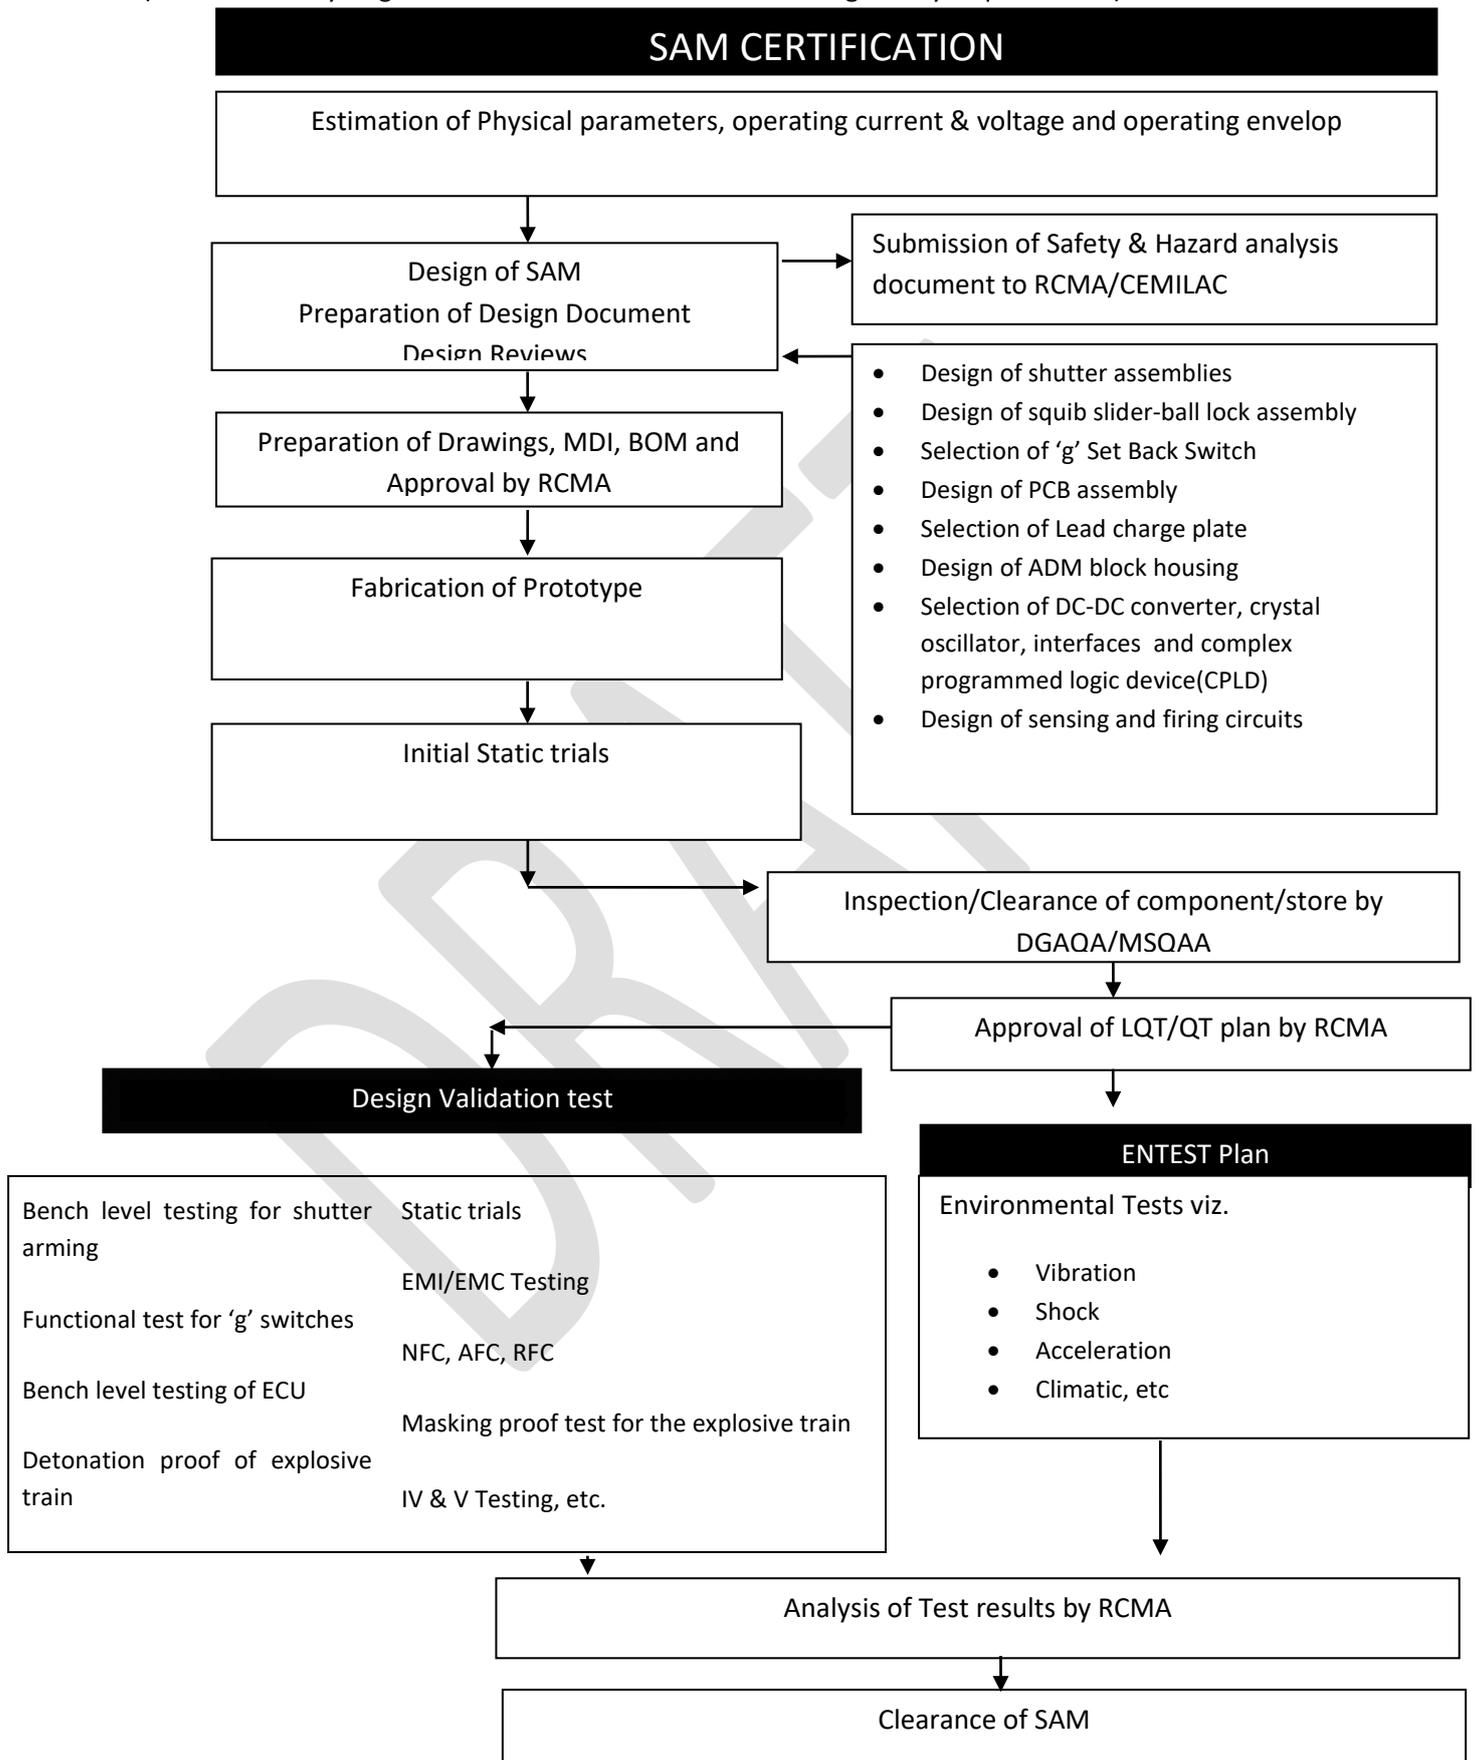 SAM CERTIFICATION
Estimation of Physical parameters, operating current & voltage and operating envelop
Design of SAM
Preparation of Design Document
Design Reviews
Submission of Safety & Hazard analysis
document to RCMA/CEMILAC
• Design of shutter assemblies
• Design of squib slider-ball lock assembly
• Selection of ‘g’ Set Back Switch
• Design of PCB assembly
• Selection of Lead charge plate
• Design of ADM block housing
• Selection of DC-DC converter, crystal
oscillator, interfaces and complex
programmed logic device(CPLD)
• Design of sensing and firing circuits
Preparation of Drawings, MDI, BOM and
Approval by RCMA
Fabrication of Prototype
Initial Static trials
Inspection/Clearance of component/store by
DGAQA/MSQAA
Approval of LQT/QT plan by RCMA
Design Validation test
Bench level testing for shutter
arming
Functional test for ‘g’ switches
Bench level testing of ECU
Detonation proof of explosive
train
Static trials
EMI/EMC Testing
NFC, AFC, RFC
Masking proof test for the explosive train
IV & V Testing, etc.
ENTEST Plan
Environmental Tests viz.
• Vibration
• Shock
• Acceleration
• Climatic, etc
Analysis of Test results by RCMA
Clearance of SAM
DRAFT